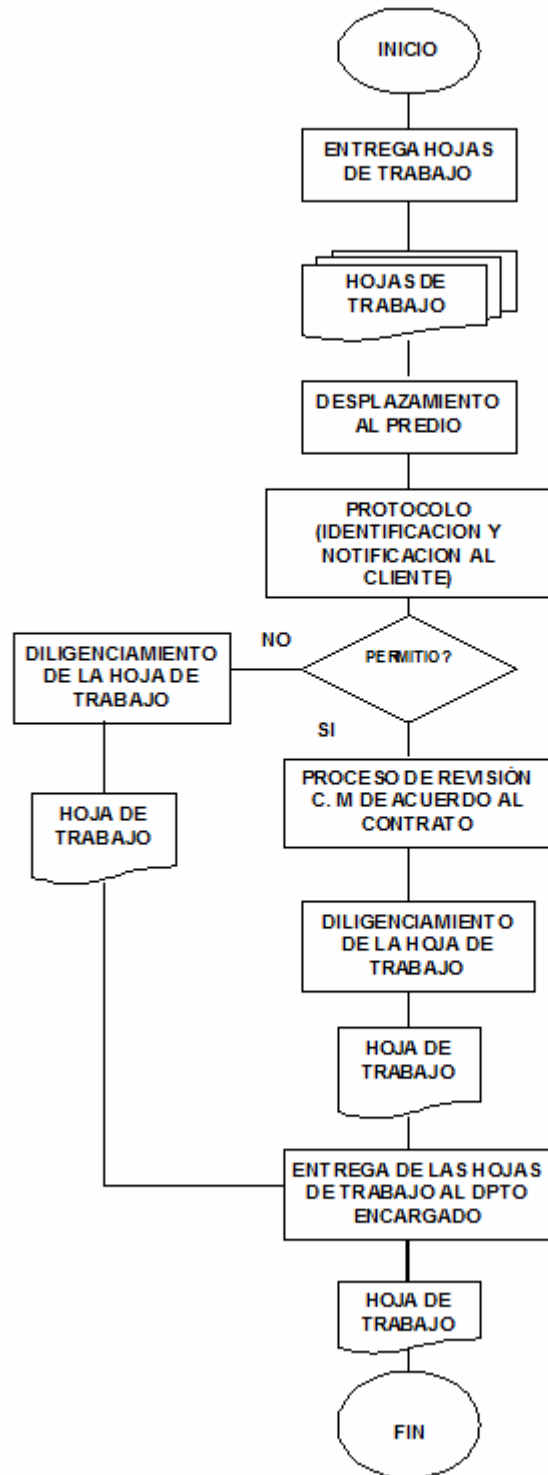 INICIO
ENTREGA HOJAS
DE TRABAJO
HOJAS DE
TRABAJO
DESPLAZAMIENTO
AL PREDIO
PROTOCOLO
(IDENTIFICACION Y
NOTIFICACION AL
CLIENTE)
PERMITIO?
NO
DILIGENCIAMIENTO
DE LA HOJA DE
TRABAJO
HOJA DE
TRABAJO
SI
PROCESO DE REVISIÓN
C. M DE ACUERDO AL
CONTRATO
DILIGENCIAMIENTO
DE LA HOJA DE
TRABAJO
HOJA DE
TRABAJO
ENTREGA DE LAS HOJAS
DE TRABAJO AL DPTO
ENCARGADO
HOJA DE
TRABAJO
FIN